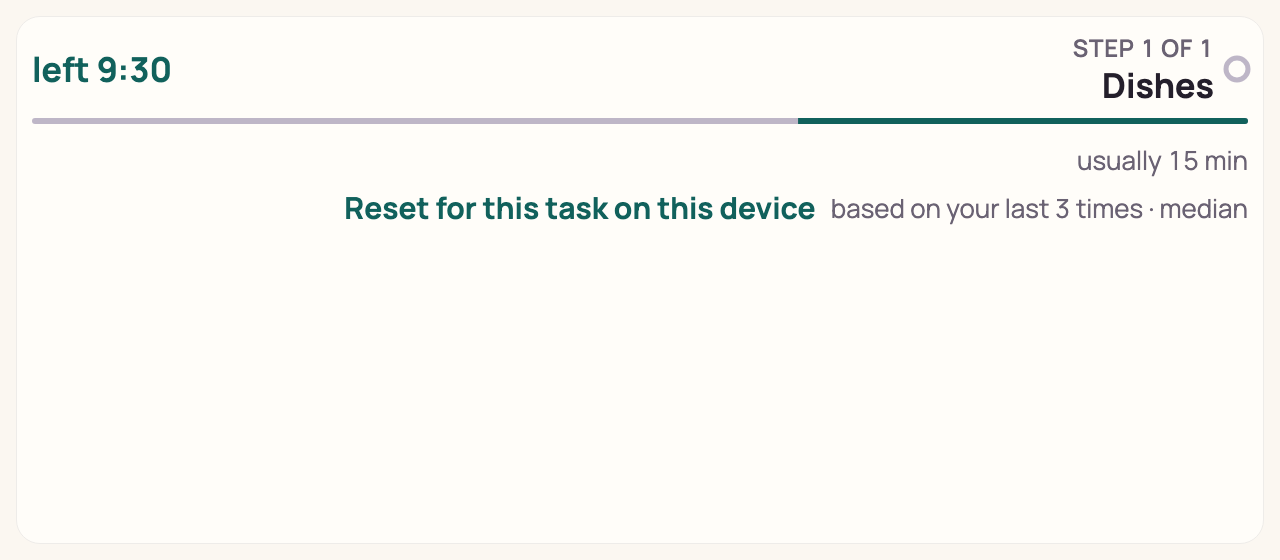 left 9:30
STEP 1 OF 1
Dishes
usually 15 min
Reset for this task on this device based on your last 3 times · median